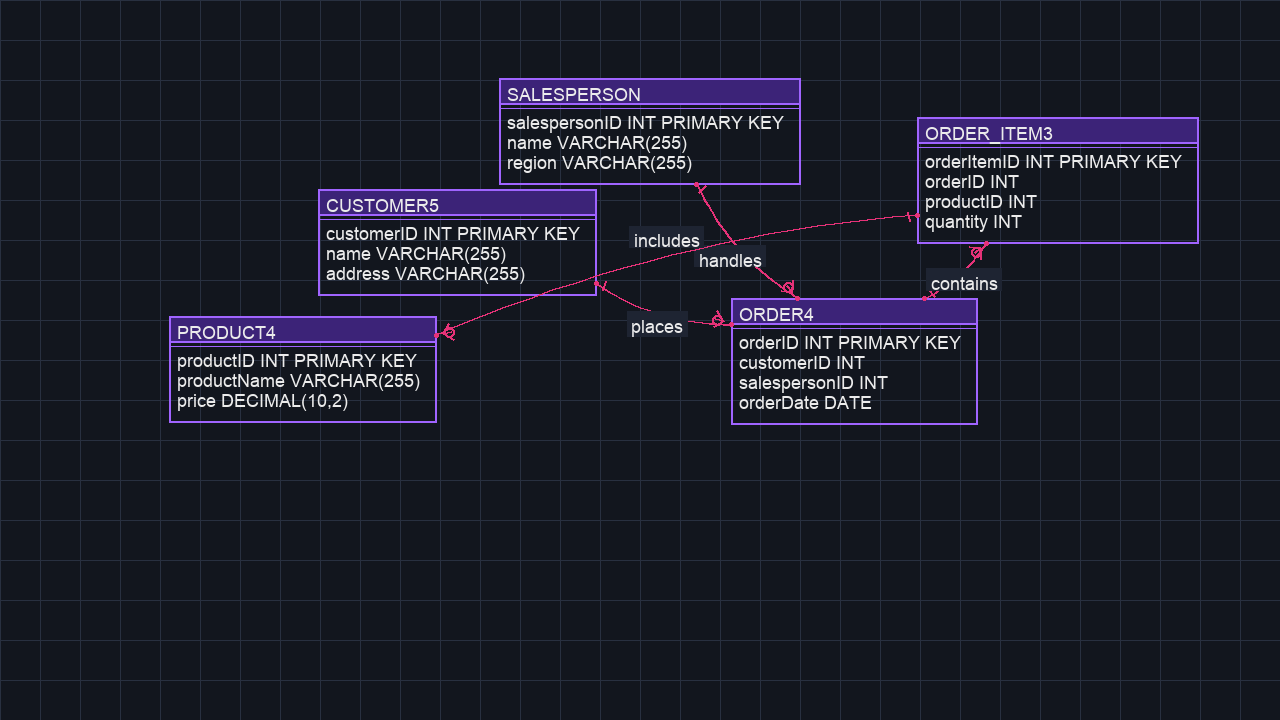 SALESPERSON
salespersonID INT PRIMARY KEY
name VARCHAR(255)
region VARCHAR(255)
ORDER_ITEM3
orderItemID INT PRIMARY KEY
orderID INT
productID INT
quantity INT
CUSTOMER5
customerID INT PRIMARY KEY
name VARCHAR(255)
address VARCHAR(255)
includes
handles
contains
places
PRODUCT4
productID INT PRIMARY KEY
productName VARCHAR(255)
price DECIMAL(10,2)
ORDER4
orderID INT PRIMARY KEY
customerID INT
salespersonID INT
orderDate DATE